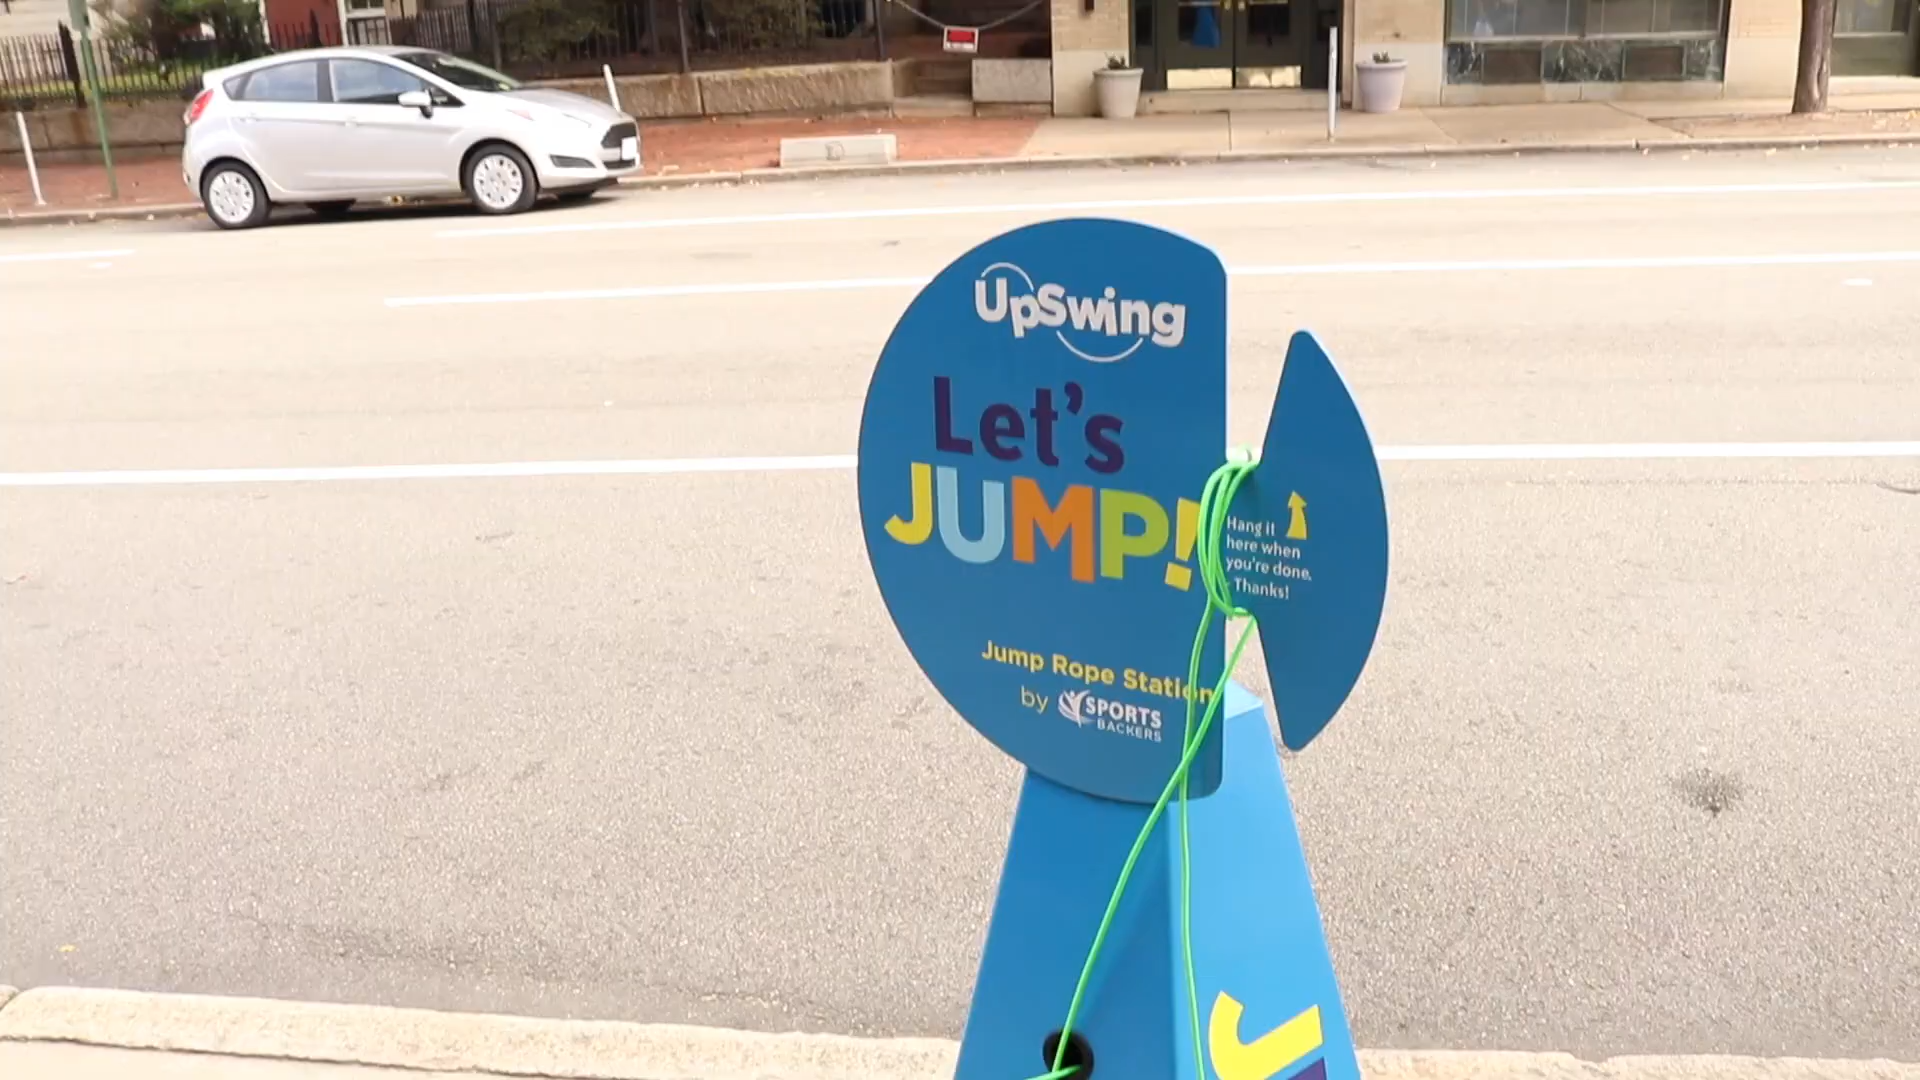 UpSwing
Let's
JUMP!
Jump Rope Station
by SPORTS
BACKERS
Hang it
here when
you're done.
Thanks!
J